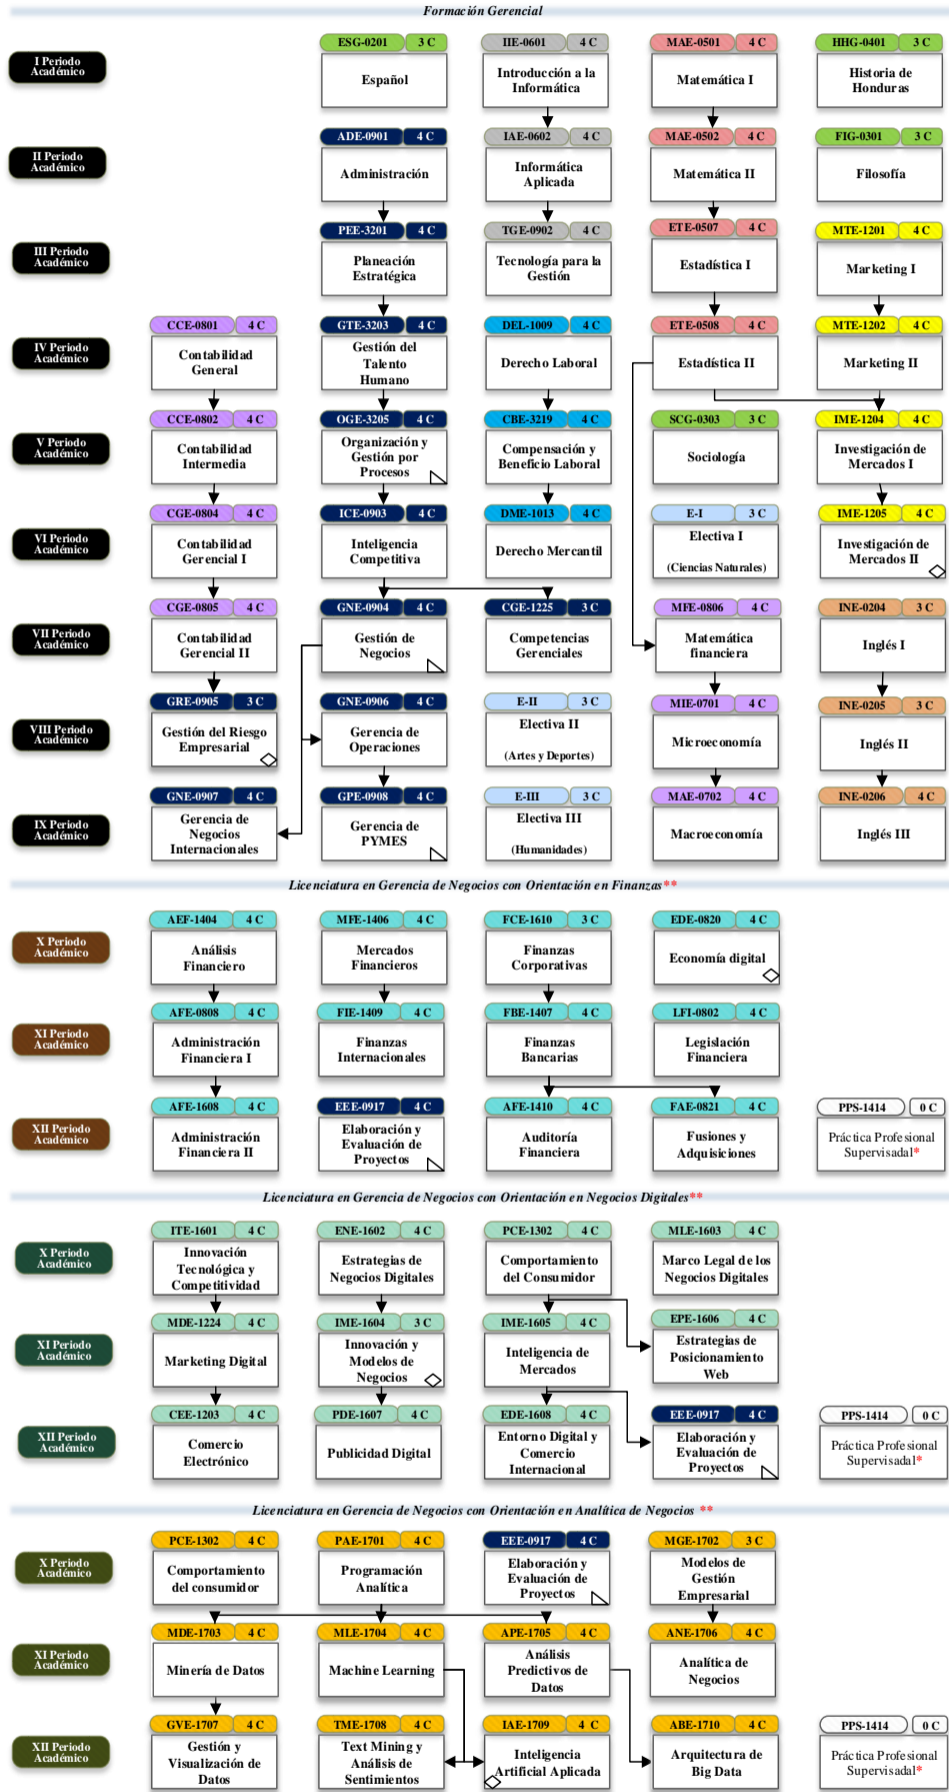 Formación Gerencial
I Periodo
Académico
ESG-0201 3 C
Español
IIE-0601 4 C
Introducción a la
Informática
MAE-0501 4 C
Matemática I
HHG-0401 3 C
Historia de
Honduras
II Periodo
Académico
ADE-0901 4 C
Administración
IAE-0602 4 C
Informática
Aplicada
MAE-0502 4 C
Matemática II
FIG-0301 3 C
Filosofía
III Periodo
Académico
PEE-3201 4 C
Planeación
Estratégica
TGE-0902 4 C
Tecnología para la
Gestión
ETE-0507 4 C
Estadística I
MTE-1201 4 C
Marketing I
IV Periodo
Académico
CCE-0801 4 C
Contabilidad
General
GTE-3203 4 C
Gestión del
Talento
Humano
DEL-1009 4 C
Derecho Laboral
ETE-0508 4 C
Estadística II
MTE-1202 4 C
Marketing II
V Periodo
Académico
CCE-0802 4 C
Contabilidad
Intermedia
OGE-3205 4 C
Organización y
Gestión por
Procesos
CBE-3219 4 C
Compensación y
Beneficio Laboral
SCG-0303 3 C
Sociología
IME-1204 4 C
Investigación de
Mercados I
VI Periodo
Académico
CGE-0804 4 C
Contabilidad
Gerencial I
ICE-0903 4 C
Inteligencia
Competitiva
DME-1013 4 C
Derecho Mercantil
E-I 3 C
Electiva I
(Ciencias Naturales)
IME-1205 4 C
Investigación de
Mercados II
VII Periodo
Académico
CGE-0805 4 C
Contabilidad
Gerencial II
GNE-0904 4 C
Gestión de
Negocios
CGE-1225 3 C
Competencias
Gerenciales
MFE-0806 4 C
Matemática
financiera
INE-0204 3 C
Inglés I
VIII Periodo
Académico
GRE-0905 3 C
Gestión del Riesgo
Empresarial
GNE-0906 4 C
Gerencia de
Operaciones
E-II 3 C
Electiva II
(Artes y Deportes)
MIE-0701 4 C
Microeconomía
INE-0205 3 C
Inglés II
IX Periodo
Académico
GNE-0907 4 C
Gerencia de
Negocios
Internacionales
GPE-0908 4 C
Gerencia de
PYMES
E-III 3 C
Electiva III
(Humanidades)
MAE-0702 4 C
Macroeconomía
INE-0206 4 C
Inglés III
Licenciatura en Gerencia de Negocios con Orientación en Finanzas**
X Periodo
Académico
AEF-1404 4 C
Análisis
Financiero
MFE-1406 4 C
Mercados
Financieros
FCE-1610 3 C
Finanzas
Corporativas
EDE-0820 4 C
Economía digital
XI Periodo
Académico
AFE-0808 4 C
Administración
Financiera I
FIE-1409 4 C
Finanzas
Internacionales
FBE-1407 4 C
Finanzas
Bancarias
LFI-0802 4 C
Legislación
Financiera
XII Periodo
Académico
AFE-1608 4 C
Administración
Financiera II
EEE-0917 4 C
Elaboración y
Evaluación de
Proyectos
AFE-1410 4 C
Auditoría
Financiera
FAE-0821 4 C
Fusiones y
Adquisiciones
PPS-1414 0 C
Práctica Profesional
Supervisadal*
Licenciatura en Gerencia de Negocios con Orientación en Negocios Digitales**
X Periodo
Académico
ITE-1601 4 C
Innovación
Tecnológica y
Competitividad
ENE-1602 4 C
Estrategias de
Negocios Digitales
PCE-1302 4 C
Comportamiento
del Consumidor
MLE-1603 4 C
Marco Legal de los
Negocios Digitales
XI Periodo
Académico
MDE-1224 4 C
Marketing Digital
IME-1604 3 C
Innovación y
Modelos de
Negocios
IME-1605 4 C
Inteligencia de
Mercados
EPE-1606 4 C
Estrategias de
Posicionamiento
Web
XII Periodo
Académico
CEE-1203 4 C
Comercio
Electrónico
PDE-1607 4 C
Publicidad Digital
EDE-1608 4 C
Entorno Digital y
Comercio
Internacional
EEE-0917 4 C
Elaboración y
Evaluación de
Proyectos
PPS-1414 0 C
Práctica Profesional
Supervisadal*
Licenciatura en Gerencia de Negocios con Orientación en Analítica de Negocios **
X Periodo
Académico
PCE-1302 4 C
Comportamiento
del consumidor
PAE-1701 4 C
Programación
Analítica
EEE-0917 4 C
Elaboración y
Evaluación de
Proyectos
MGE-1702 3 C
Modelos de
Gestión
Empresarial
XI Periodo
Académico
MDE-1703 4 C
Minería de Datos
MLE-1704 4 C
Machine Learning
APE-1705 4 C
Análisis
Predictivos de
Datos
ANE-1706 4 C
Analítica de
Negocios
XII Periodo
Académico
GVE-1707 4 C
Gestión y
Visualización de
Datos
TME-1708 4 C
Text Mining y
Análisis de
Sentimientos
IAE-1709 4 C
Inteligencia
Artificial Aplicada
ABE-1710 4 C
Arquitectura de
Big Data
PPS-1414 0 C
Práctica Profesional
Supervisadal*